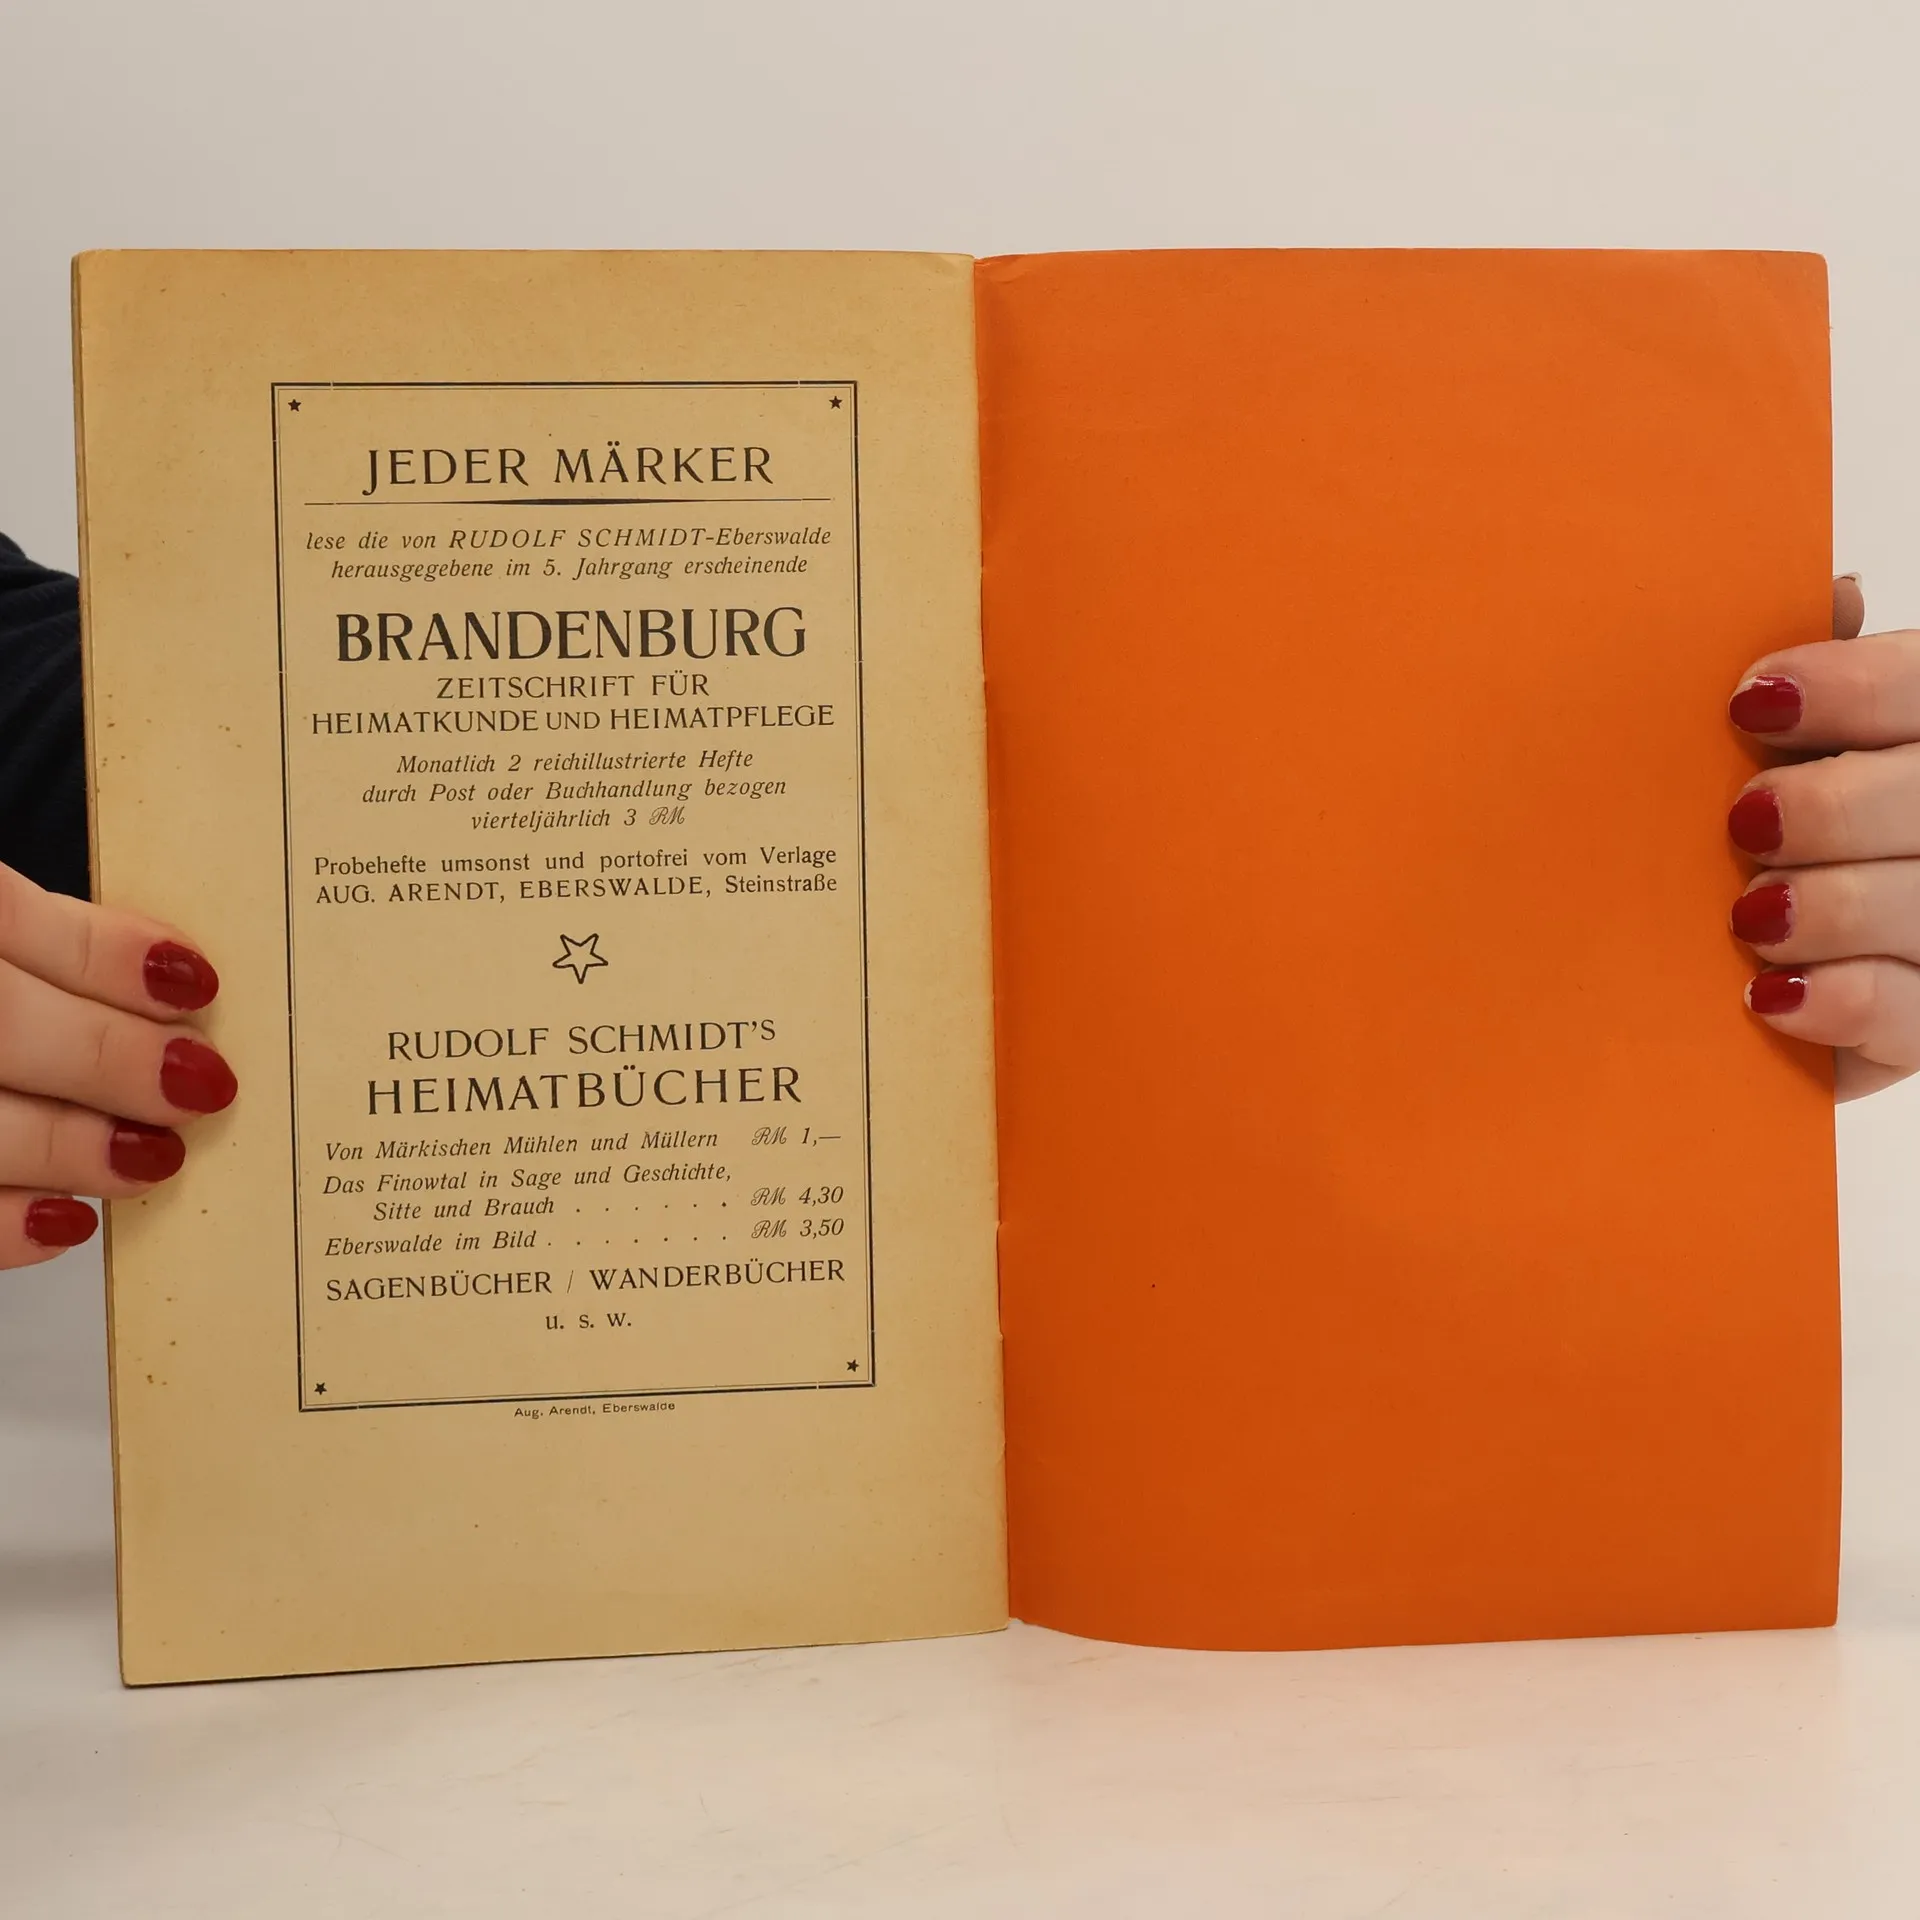 JEDER MÄRKER
lese die von RUDOLF SCHMIDT-Eberswalde
herausgegebene im 5. Jahrgang erscheinende
BRANDENBURG
ZEITSCHRIFT FÜR
HEIMATKUNDE UND HEIMATPFLEGE
Monatlich 2 reichillustrierte Hefte
durch Post oder Buchhandlung bezogen
vierteljährlich 3 RM
Probehefte umsonst und portofrei vom Verlage
AUG. ARENDT, EBERSWALDE, Steinstraße
RUDOLF SCHMIDT'S
HEIMATBÜCHER
Von Märkischen Mühlen und Müllern RM 1,—
Das Finowtal in Sage und Geschichte,
Sitte und Brauch . . . . . . RM 4,30
Eberswalde im Bild . . . . . . . RM 3,50
SAGENBÜCHER / WANDERBÜCHER
u. s. w.
Aug. Arendt, Eberswalde